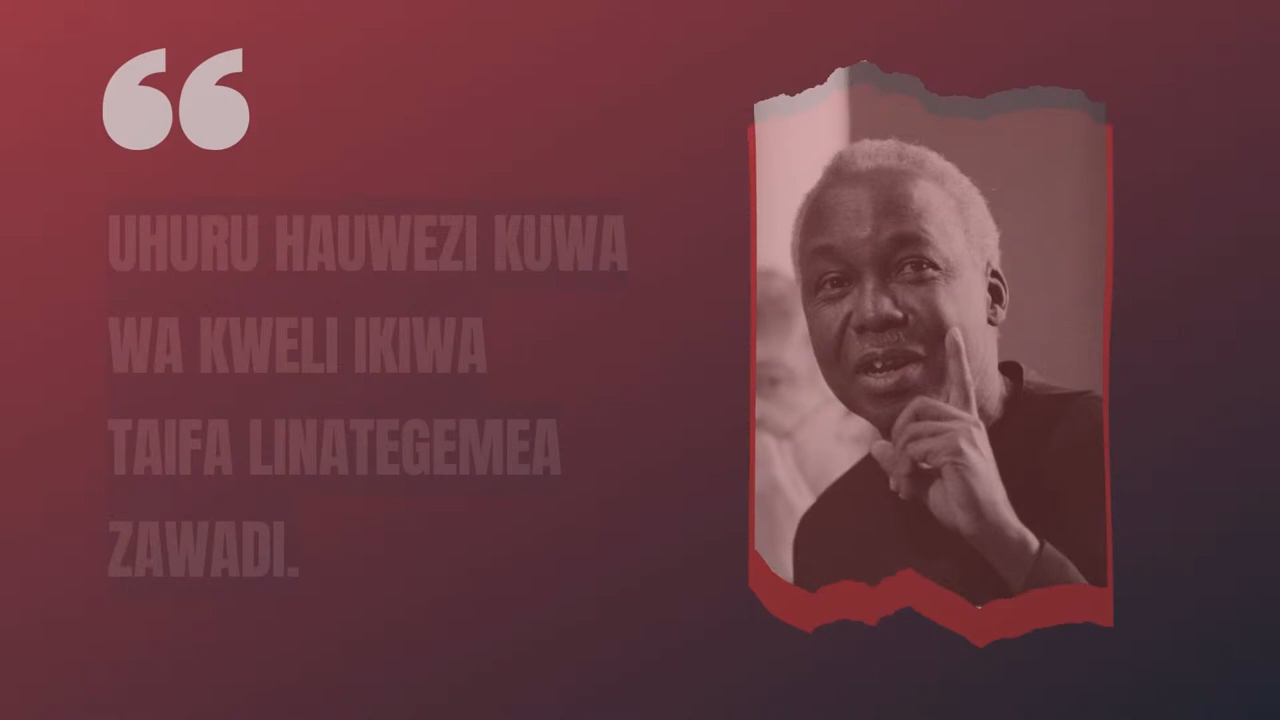 “
UHURU HAUWEZI KUWA
WA KWELI IKIWA
TAIFA LINATEGEMEA
ZAWADI.